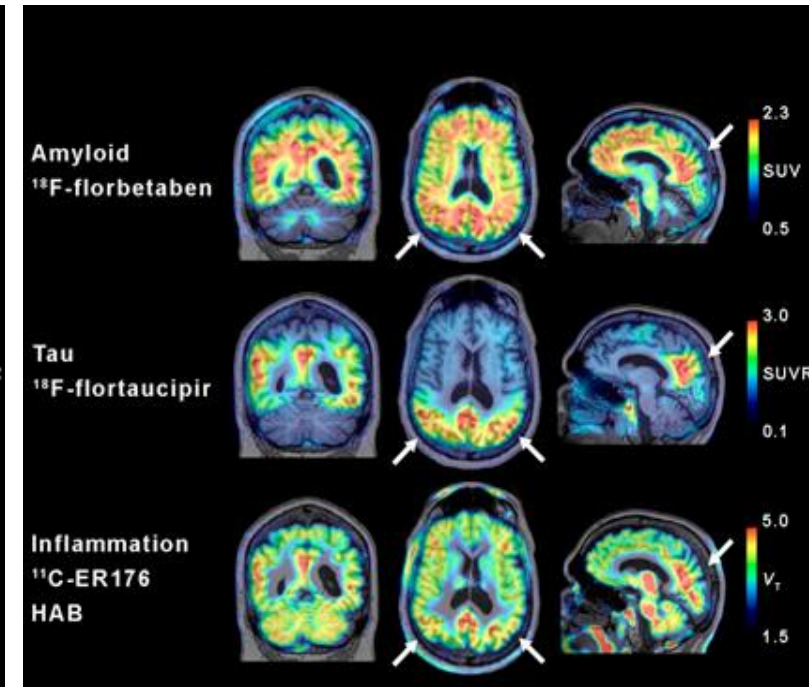 Amyloid
¹⁸F-florbetaben
2.3
SUV
0.5
Tau
¹⁸F-flortaucipir
3.0
SUVR
0.1
Inflammation
¹¹C-ER176
HAB
5.0
V_T
1.5